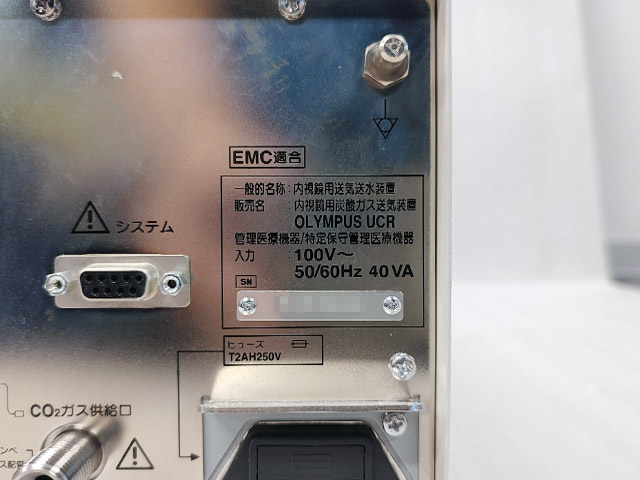 EMC適合
一般的名称：内視鏡用送気送水装置
販売名：内視鏡用炭酸ガス送気装置
OLYMPUS UCR
管理医療機器/特定保守管理医療機器
入力：100V～
50/60Hz 40VA
SN
システム
ヒューズ
T2AH250V
CO₂ガス供給口